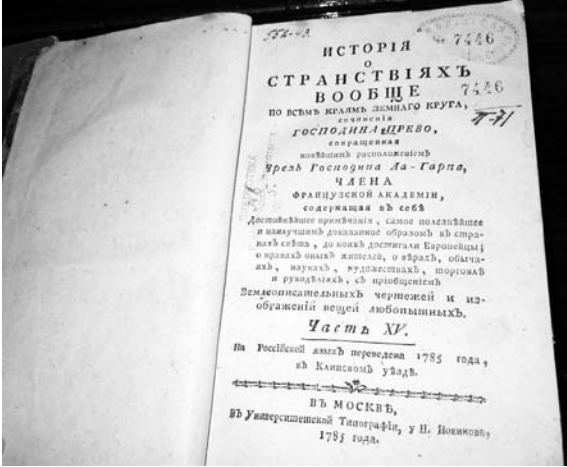 7446
ИСТОРІЯ
О
СТРАНСТВІЯХЪ
ВООБЩЕ
7446
ПО ВСѢМЪ КРАЯМЪ ЗЕМНАГО КРУГА,
сочиненія
ГОСПОДИНА ПРЕВО,
сокращенная
новѣйшимъ расположеніемъ
Чрезъ Господина Ла-Гарпа,
ЧЛЕНА
ФРАНЦУЗСКОЙ АКАДЕМІИ,
содержащая въ себѣ
Достойнѣйшее примѣчанія, самое полезнѣйшее
и наилучшимъ доказанное образомъ въ стра-
нахъ свѣта, до коихъ достигали Европейцы;
о нравахъ оныхъ жителей, о вѣрахъ, обыча-
яхъ, наукахъ, художествахъ, торговлѣ
и рукодѣліяхъ, съ пріобщеніемъ
Землеописательныхъ чертежей и из-
ображеній вещей любопытныхъ.
Часть XV.
На Россійской языкъ переведена 1785 года,
въ Клинскомъ уѣздѣ.
ВЪ МОСКВѢ,
Въ Университетской Типографіи, у Н. Новикова,
1785 года.